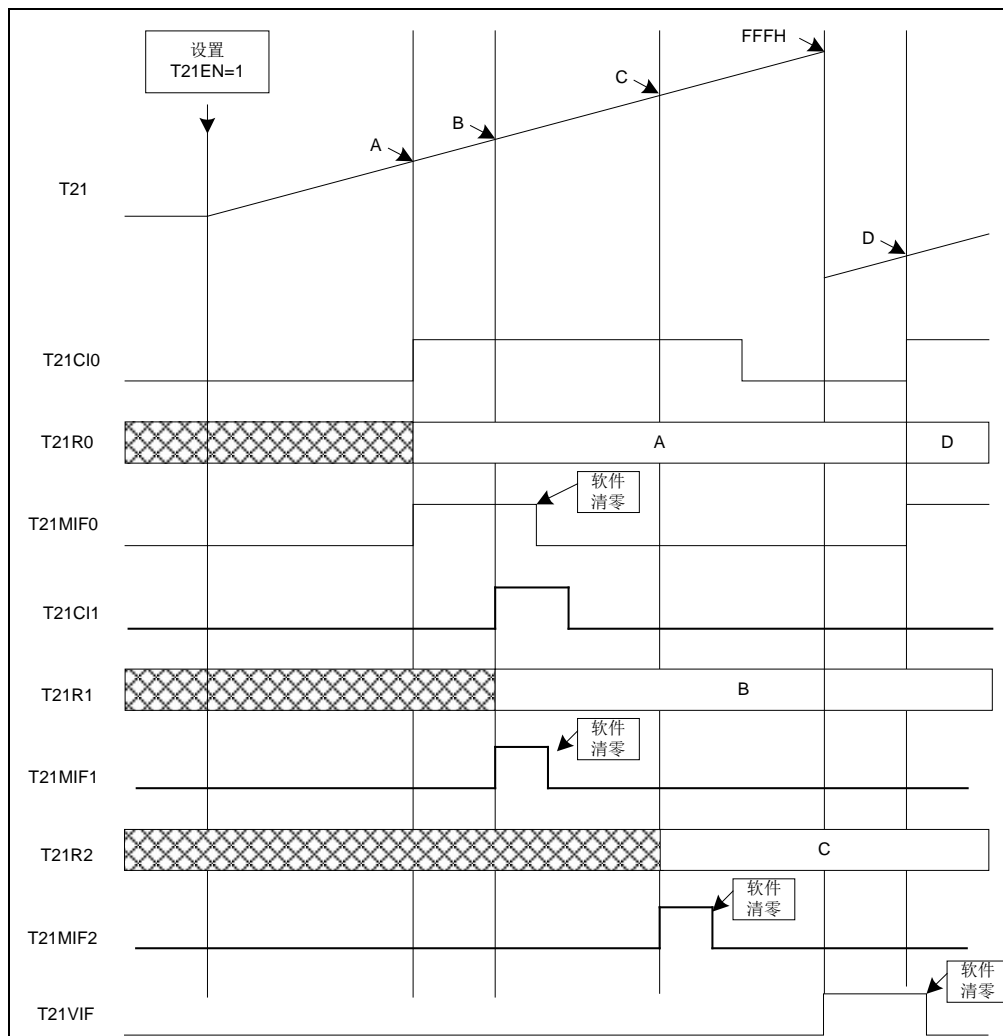 设置
T21EN=1
FFFH
C
B
A
T21
D
T21CI0
T21R0
A
D
软件
清零
T21MIF0
T21CI1
T21R1
B
软件
清零
T21MIF1
T21R2
C
软件
清零
T21MIF2
软件
清零
T21VIF